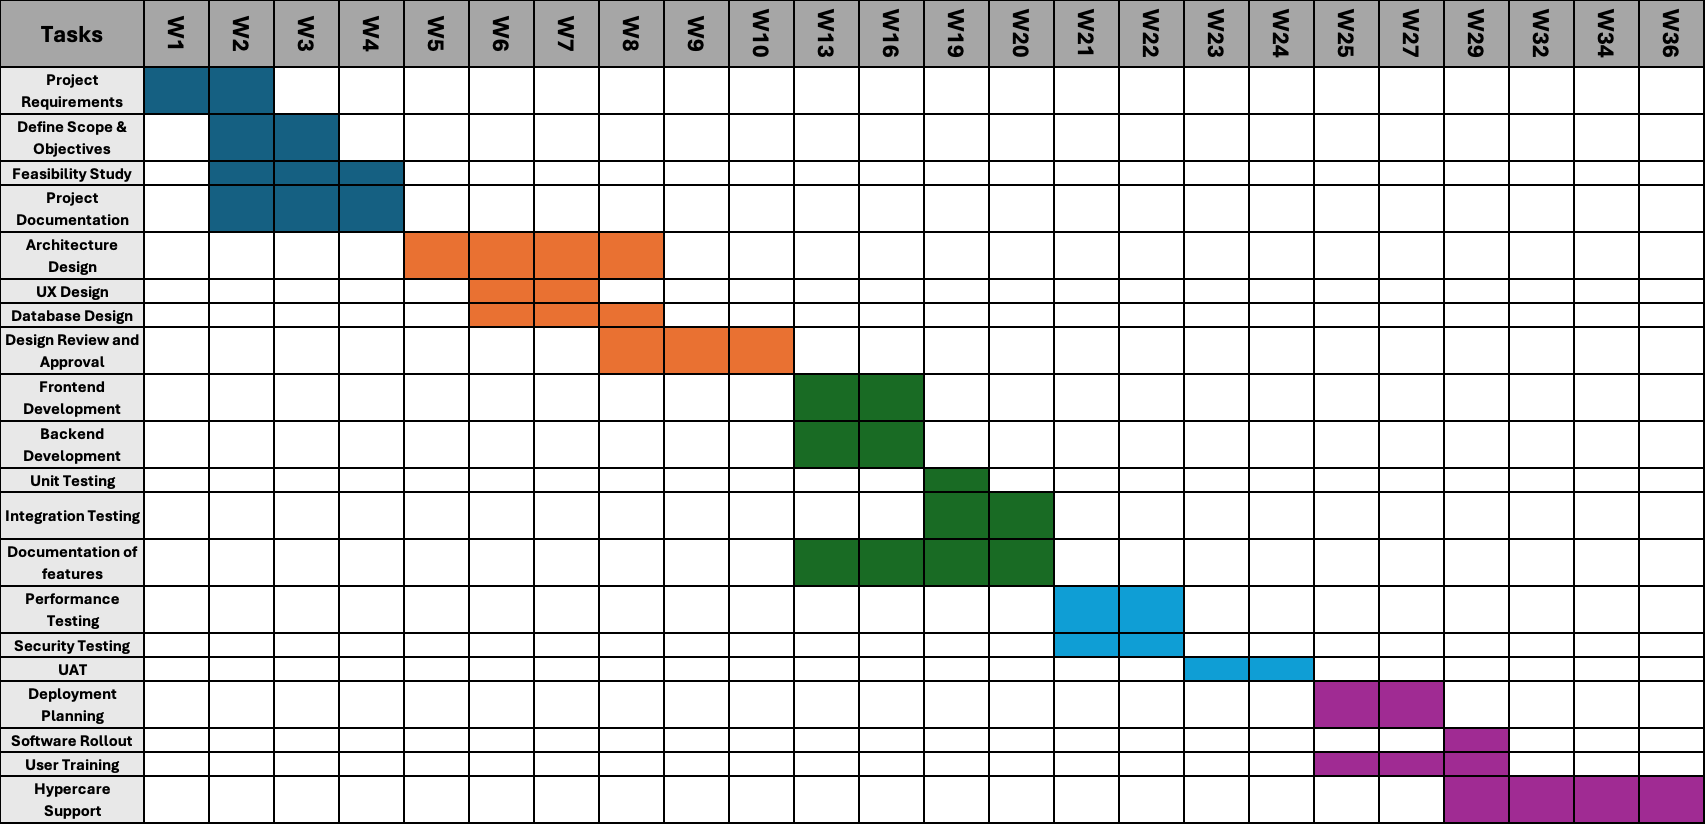 Tasks W1 W2 W3 W4 W5 W6 W7 W8 W9 W10 W13 W16 W19 W20 W21 W22 W23 W24 W25 W27 W29 W32 W34 W36
Project
Requirements
Define Scope &
Objectives
Feasibility Study
Project
Documentation
Architecture
Design
UX Design
Database Design
Design Review and
Approval
Frontend
Development
Backend
Development
Unit Testing
Integration Testing
Documentation of
features
Performance
Testing
Security Testing
UAT
Deployment
Planning
Software Rollout
User Training
Hypercare
Support